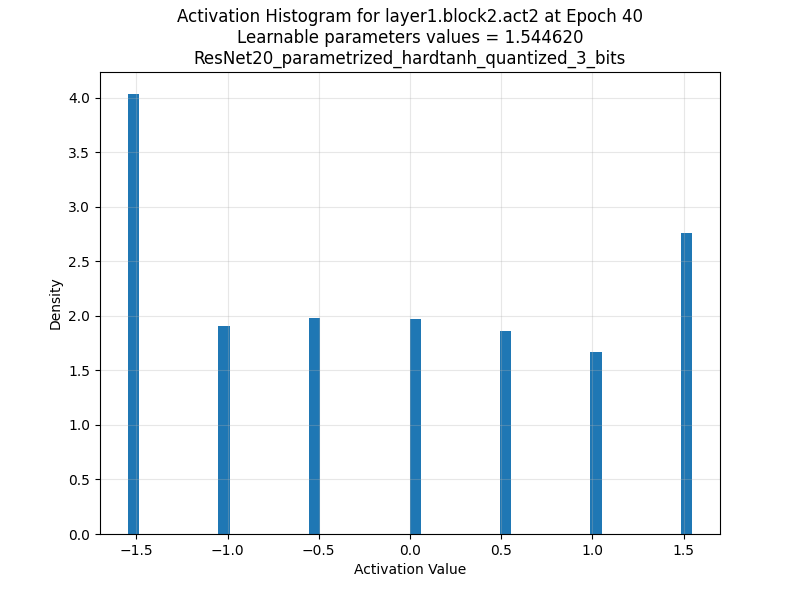 Activation Histogram for layer1.block2.act2 at Epoch 40
Learnable parameters values = 1.544620
ResNet20_parametrized_hardtanh_quantized_3_bits
4.0
3.5
3.0
2.5
2.0
1.5
1.0
0.5
0.0
Density
−1.5 −1.0 −0.5 0.0 0.5 1.0 1.5
Activation Value